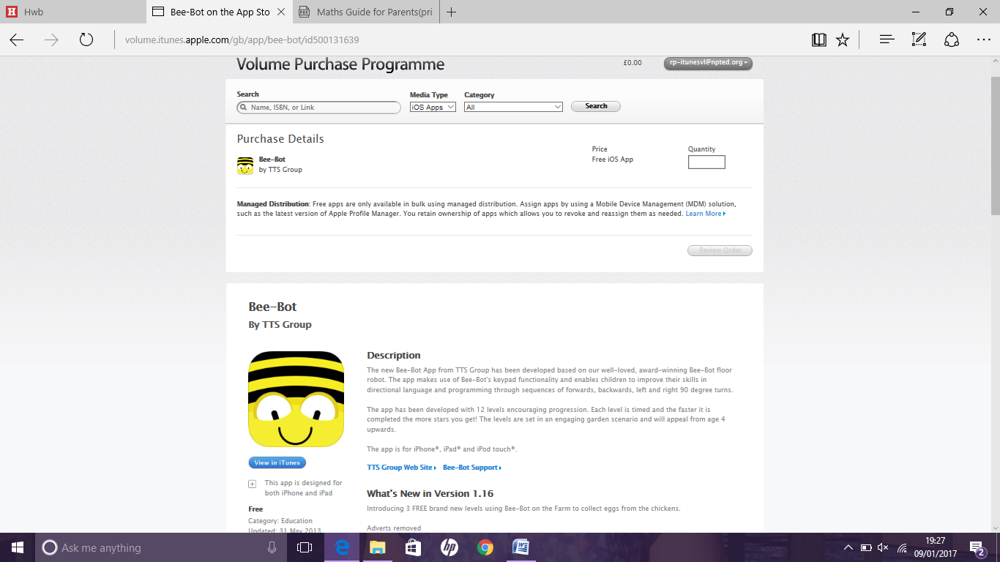 Hwb
Bee-Bot on the App Sto
Maths Guide for Parents(pri
volume.itunes.apple.com/gb/app/bee-bot/id500131639
Volume Purchase Programme
£0.00
rp-itunesvl@npted.org
Search
Media Type
Category
Name, ISBN, or Link
iOS Apps
All
Search
Purchase Details
Bee-Bot
by TTS Group
Price
Free iOS App
Quantity
Managed Distribution: Free apps are only available in bulk using managed distribution. Assign apps by using a Mobile Device Management (MDM) solution,
such as the latest version of Apple Profile Manager. You retain ownership of apps which allows you to revoke and reassign them as needed. Learn More
Review Order
Bee-Bot
By TTS Group
View in iTunes
This app is designed for
both iPhone and iPad
Free
Category: Education
Updated: 31 May 2013
Description
The new Bee-Bot App from TTS Group has been developed based on our well-loved, award-winning Bee-Bot floor
robot. The app makes use of Bee-Bot's keypad functionality and enables children to improve their skills in
directional language and programming through sequences of forwards, backwards, left and right 90 degree turns.
The app has been developed with 12 levels encouraging progression. Each level is timed and the faster it is
completed the more stars you get! The levels are set in an engaging garden scenario and will appeal from age 4
upwards.
The app is for iPhone®, iPad® and iPod touch®.
TTS Group Web Site
Bee-Bot Support
What's New in Version 1.16
Introducing 3 FREE brand new levels using Bee-Bot on the Farm to collect eggs from the chickens.
Adverts removed
Ask me anything
19:27
09/01/2017
2